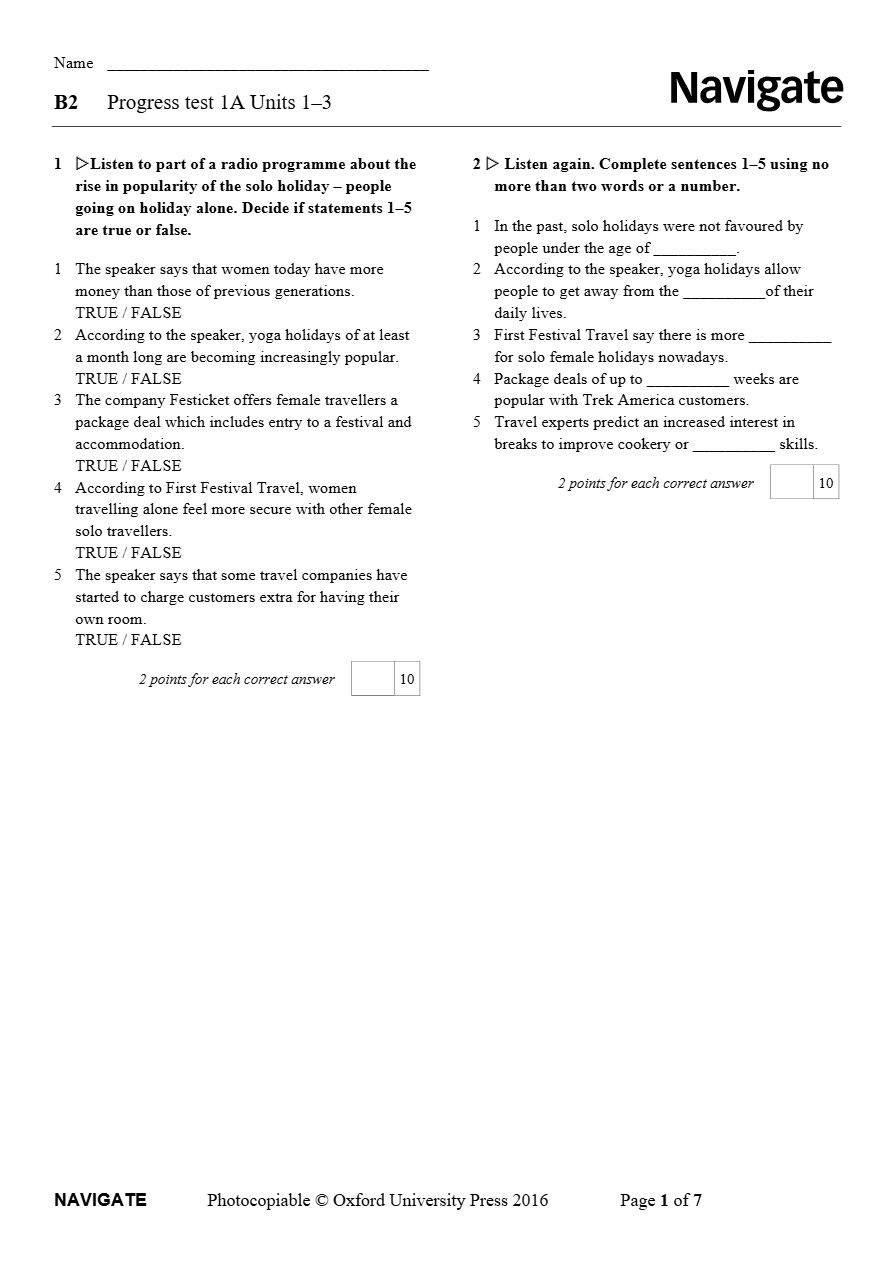 Name ________________________________________
Navigate
B2 Progress test 1A Units 1–3
1 ▷Listen to part of a radio programme about the
rise in popularity of the solo holiday – people
going on holiday alone. Decide if statements 1–5
are true or false.
1 The speaker says that women today have more
money than those of previous generations.
TRUE / FALSE
2 According to the speaker, yoga holidays of at least
a month long are becoming increasingly popular.
TRUE / FALSE
3 The company Festicket offers female travellers a
package deal which includes entry to a festival and
accommodation.
TRUE / FALSE
4 According to First Festival Travel, women
travelling alone feel more secure with other female
solo travellers.
TRUE / FALSE
5 The speaker says that some travel companies have
started to charge customers extra for having their
own room.
TRUE / FALSE
2 points for each correct answer 10
2 ▷ Listen again. Complete sentences 1–5 using no
more than two words or a number.
1 In the past, solo holidays were not favoured by
people under the age of __________.
2 According to the speaker, yoga holidays allow
people to get away from the __________of their
daily lives.
3 First Festival Travel say there is more __________
for solo female holidays nowadays.
4 Package deals of up to __________ weeks are
popular with Trek America customers.
5 Travel experts predict an increased interest in
breaks to improve cookery or __________ skills.
2 points for each correct answer 10
NAVIGATE Photocopiable © Oxford University Press 2016 Page 1 of 7